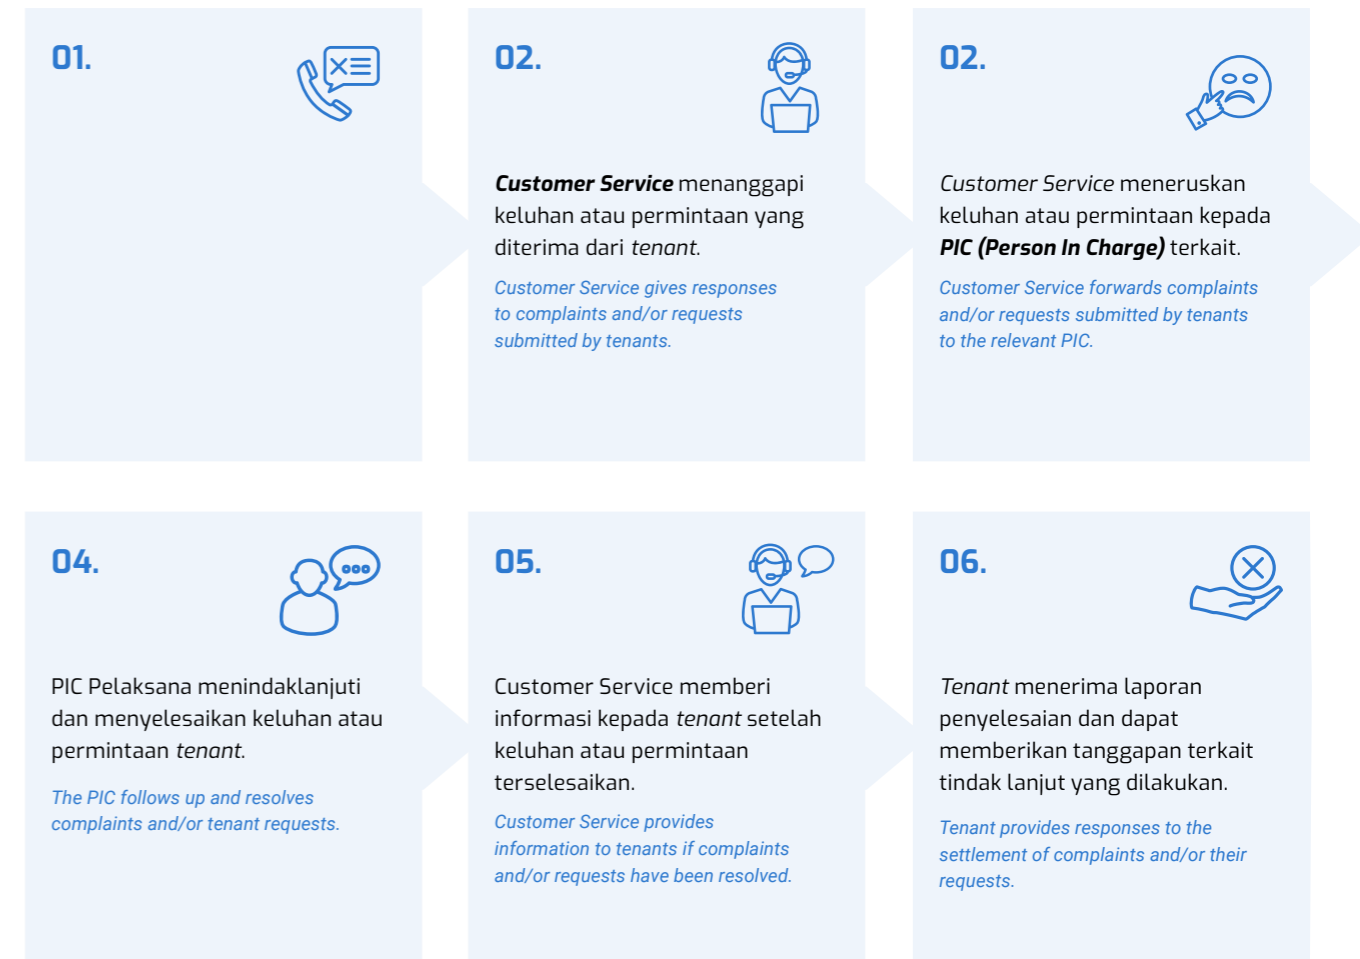 01.
02.
Customer Service menanggapi
keluhan atau permintaan yang
diterima dari tenant.
Customer Service gives responses
to complaints and/or requests
submitted by tenants.
02.
Customer Service meneruskan
keluhan atau permintaan kepada
PIC (Person In Charge) terkait.
Customer Service forwards complaints
and/or requests submitted by tenants
to the relevant PIC.
04.
PIC Pelaksana menindaklanjuti
dan menyelesaikan keluhan atau
permintaan tenant.
The PIC follows up and resolves
complaints and/or tenant requests.
05.
Customer Service memberi
informasi kepada tenant setelah
keluhan atau permintaan
terselesaikan.
Customer Service provides
information to tenants if complaints
and/or requests have been resolved.
06.
Tenant menerima laporan
penyelesaian dan dapat
memberikan tanggapan terkait
tindak lanjut yang dilakukan.
Tenant provides responses to the
settlement of complaints and/or their
requests.